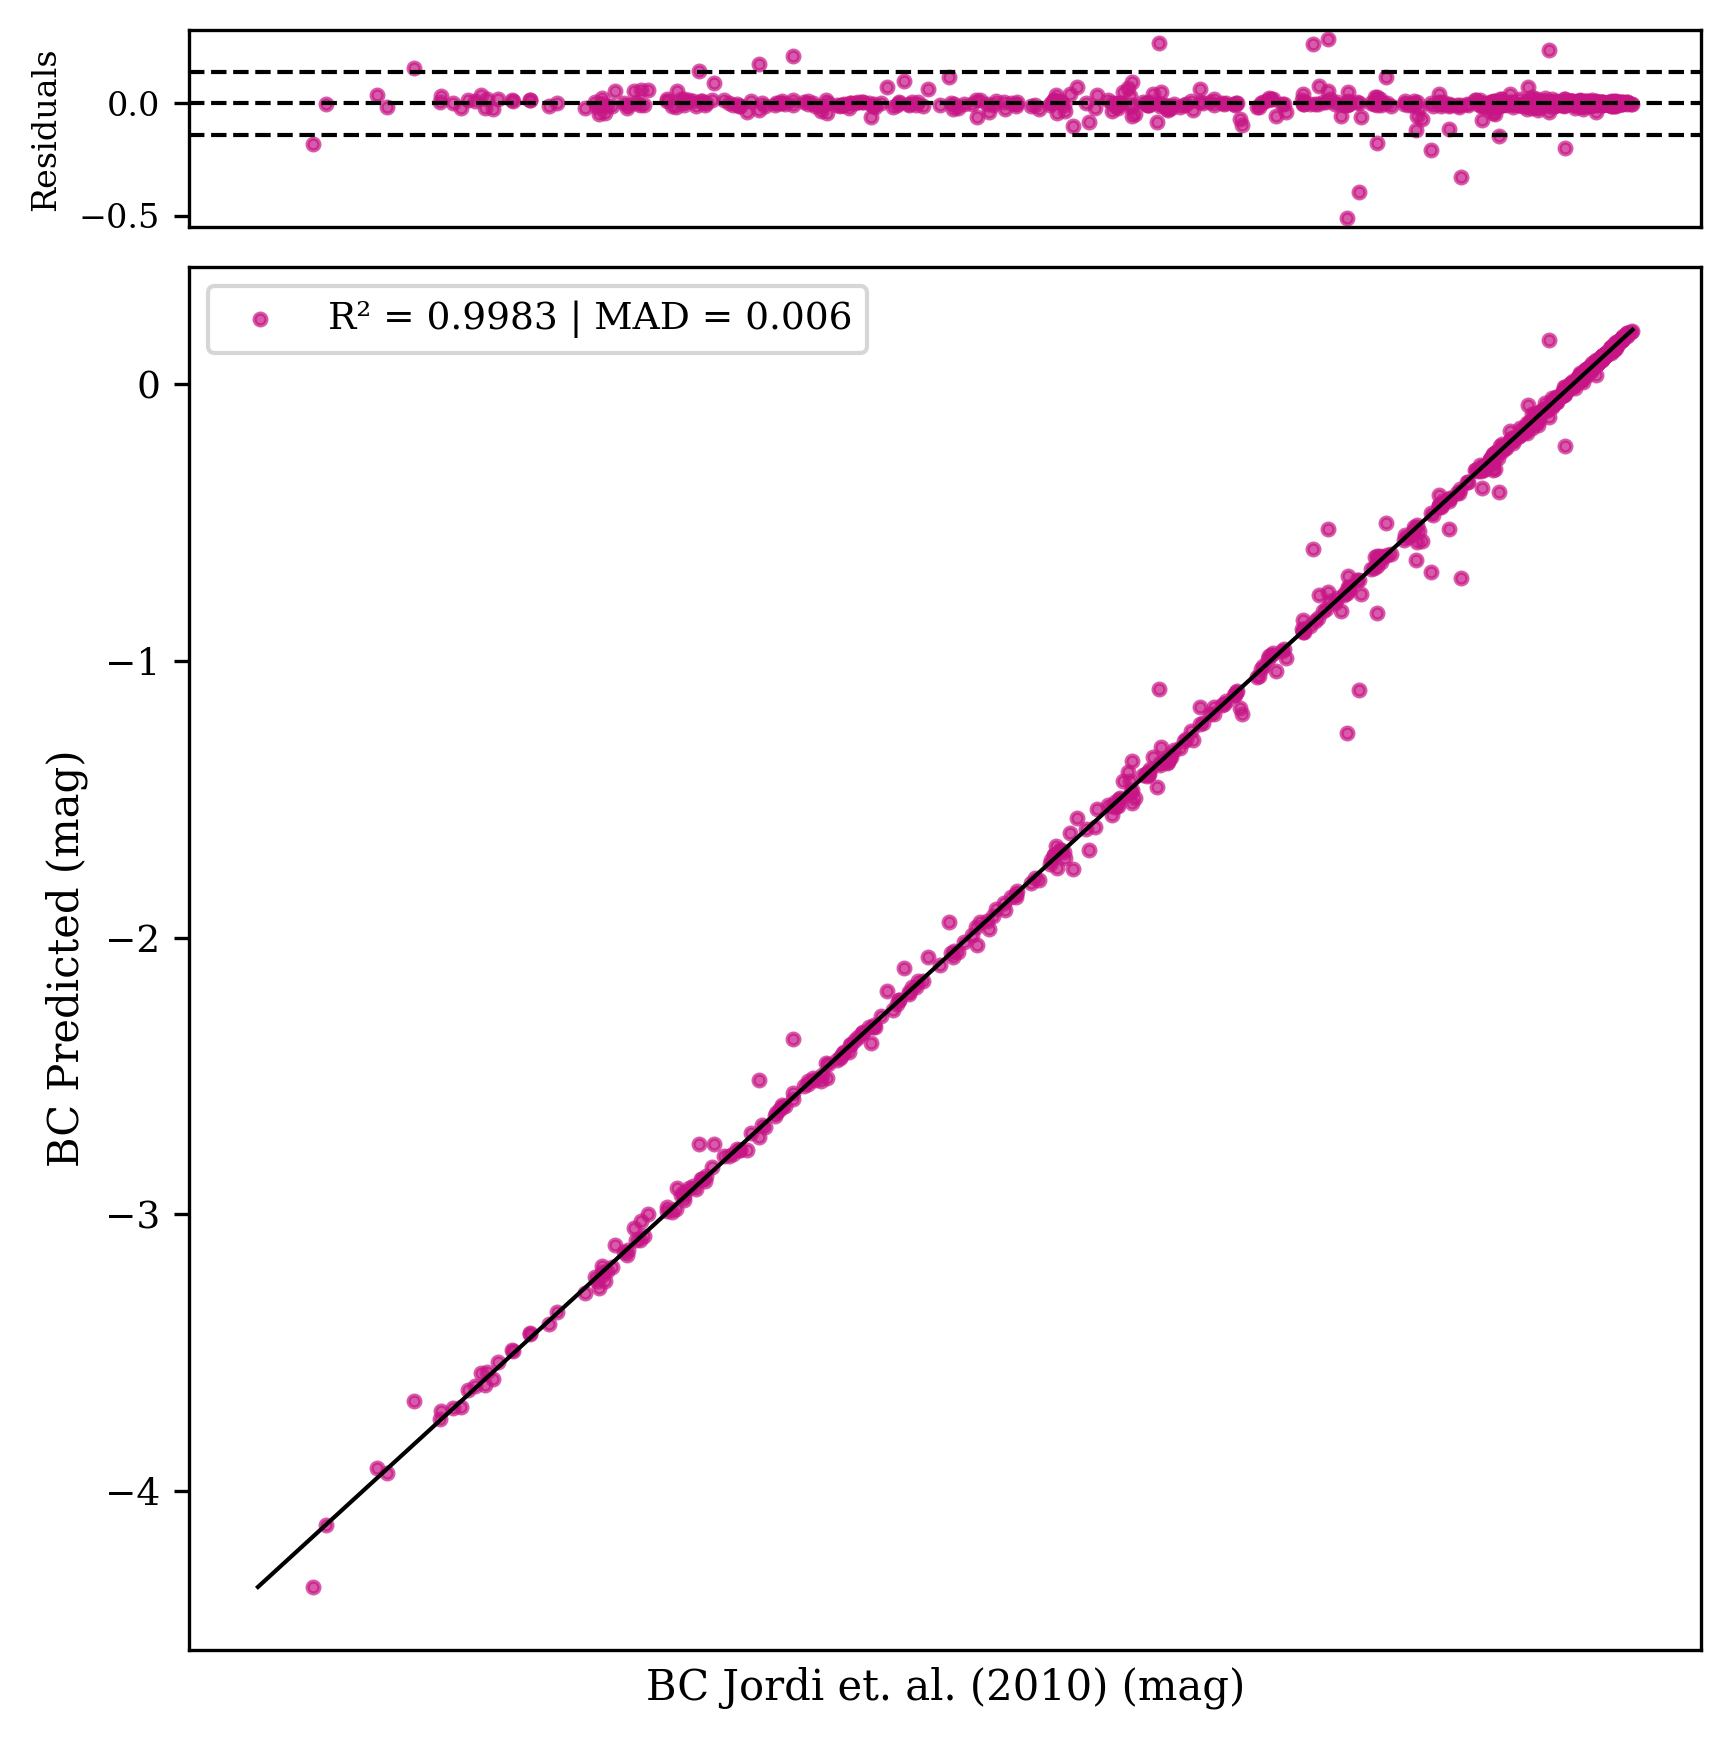 Residuals
0.0
−0.5
R² = 0.9983 | MAD = 0.006
BC Predicted (mag)
0
−1
−2
−3
−4
BC Jordi et. al. (2010) (mag)